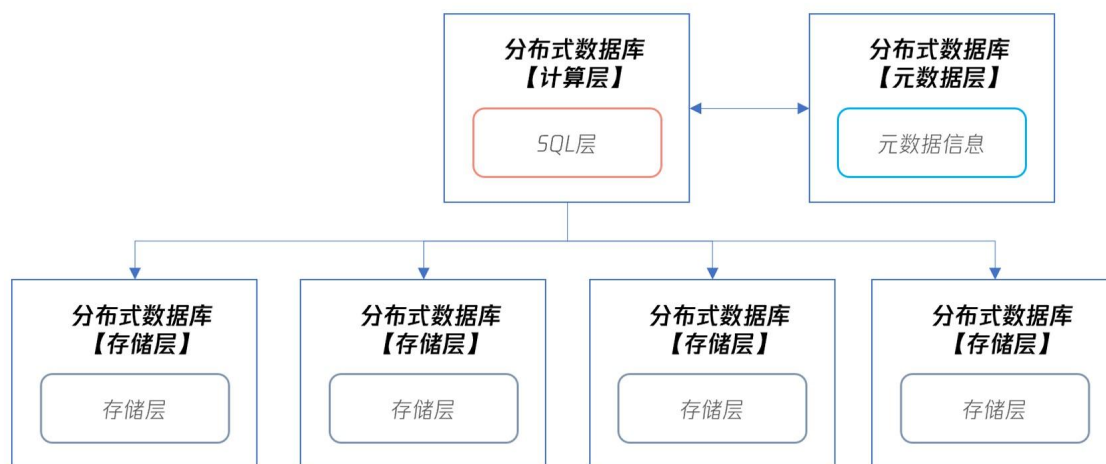 分布式数据库
【计算层】
SQL层
分布式数据库
【元数据层】
元数据信息
分布式数据库
【存储层】
存储层
分布式数据库
【存储层】
存储层
分布式数据库
【存储层】
存储层
分布式数据库
【存储层】
存储层